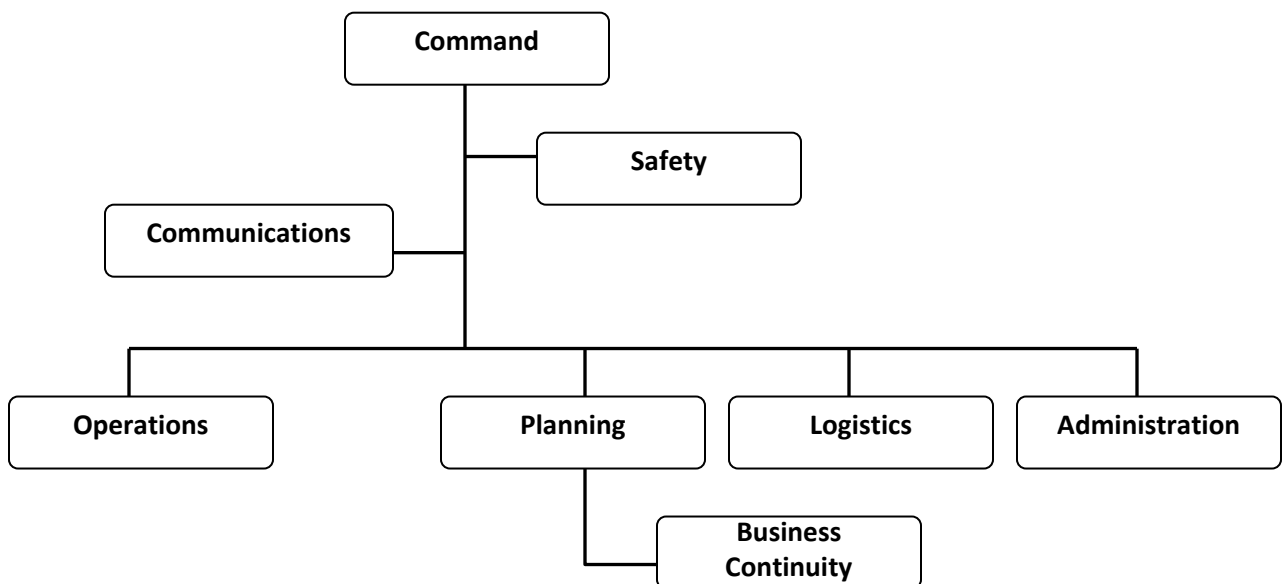 Command
Safety
Communications
Operations
Planning
Logistics
Administration
Business
Continuity